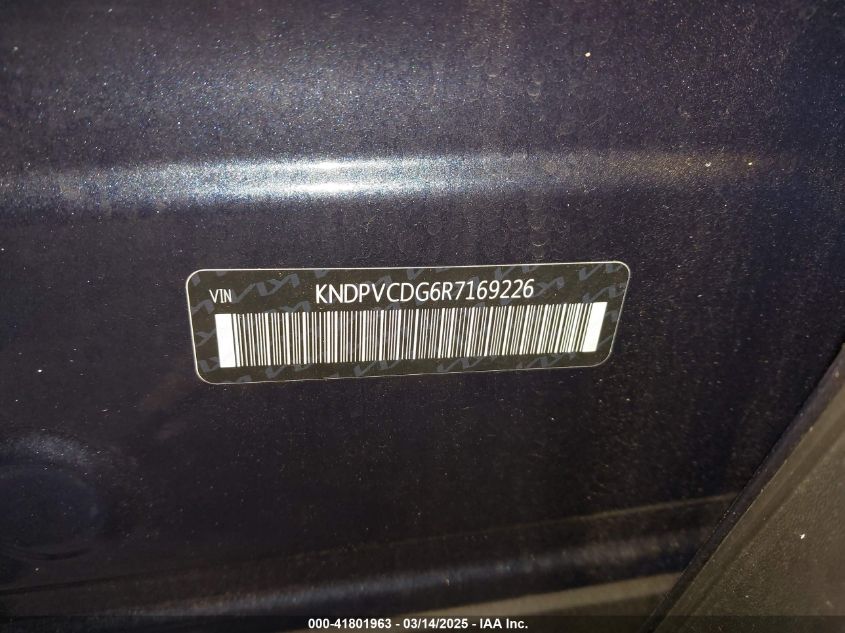 VIN KNDPVCDG6R7169226
000-41801963 - 03/14/2025 - IAA Inc.